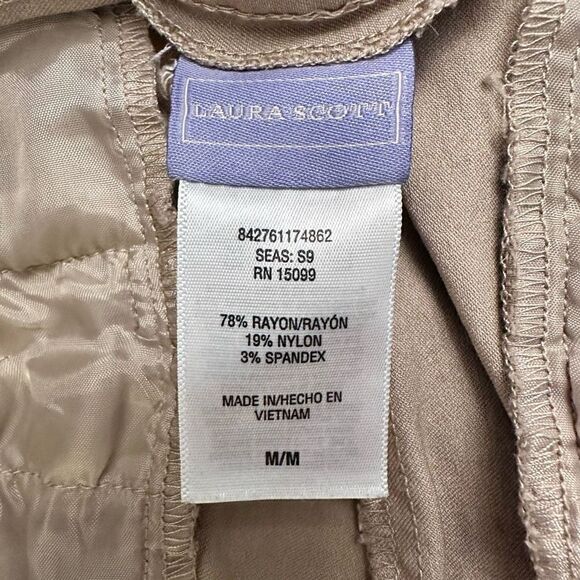 LAURA SCOTT
842761174862
SEAS: S9
RN 15099
78% RAYON/RAYÓN
19% NYLON
3% SPANDEX
MADE IN/HECHO EN
VIETNAM
M/M